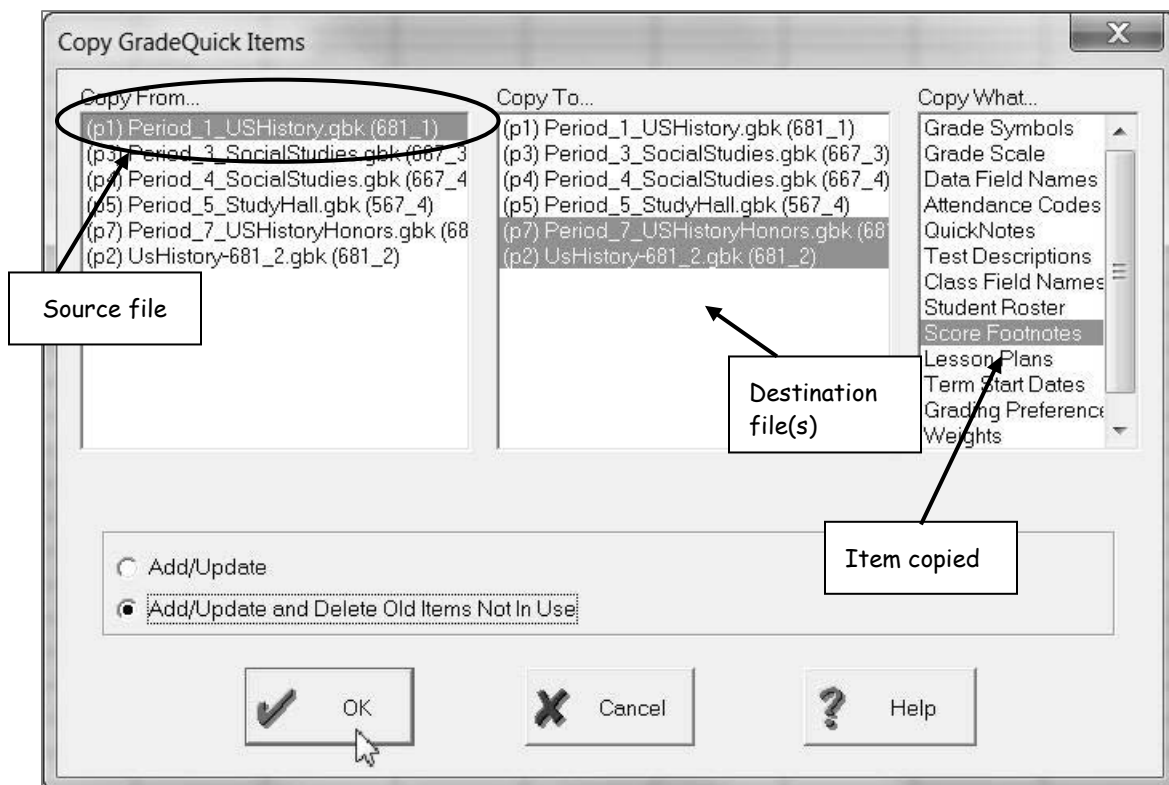 Copy GradeQuick Items
X
Copy From...
(p1) Period_1_USHistory.gbk (681_1)
(p3) Period_3_SocialStudies.gbk (667_3
(p4) Period_4_SocialStudies.gbk (667_4
(p5) Period_5_StudyHall.gbk (567_4)
(p7) Period_7_USHistoryHonors.gbk (68
(p2) UsHistory-681_2.gbk (681_2)
Source file
Copy To...
(p1) Period_1_USHistory.gbk (681_1)
(p3) Period_3_SocialStudies.gbk (667_3)
(p4) Period_4_SocialStudies.gbk (667_4)
(p5) Period_5_StudyHall.gbk (567_4)
(p7) Period_7_USHistoryHonors.gbk (68
(p2) UsHistory-681_2.gbk (681_2)
Destination
file(s)
Copy What...
Grade Symbols
Grade Scale
Data Field Names
Attendance Codes
QuickNotes
Test Descriptions
Class Field Names
Student Roster
Score Footnotes
Lesson Plans
Term Start Dates
Grading Preference
Weights
Item copied
Add/Update
Add/Update and Delete Old Items Not In Use
OK
Cancel
Help